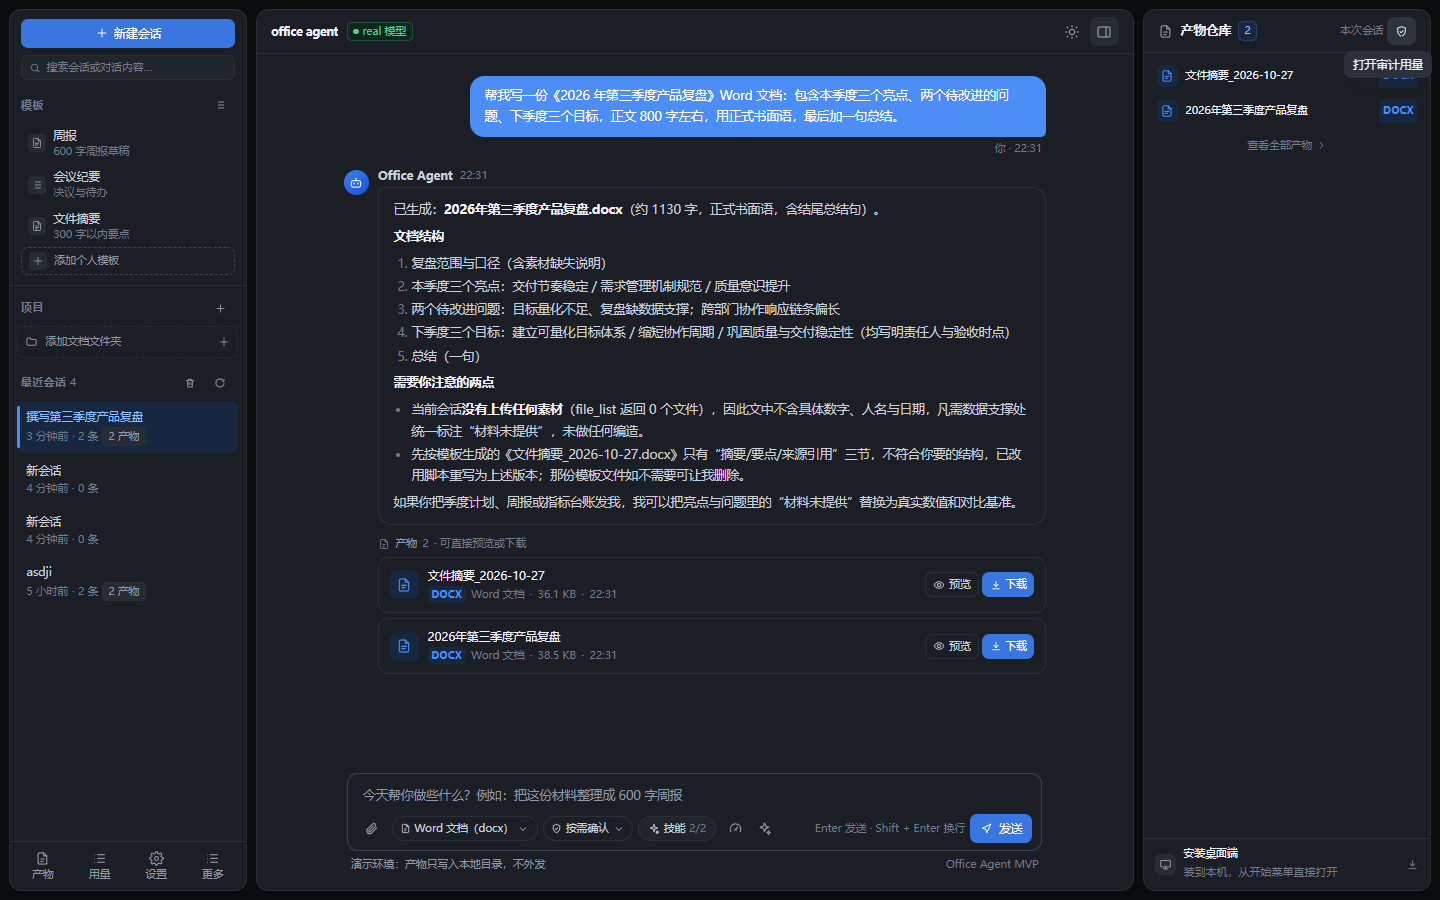 新建会话
搜索会话或对话内容...
模板
周报
600 字周报草稿
会议纪要
决议与待办
文件摘要
300 字以内要点
添加个人模板
项目
添加文档文件夹
最近会话 4
撰写第三季度产品复盘
3 分钟前 · 2 条 2 产物
新会话
4 分钟前 · 0 条
新会话
4 分钟前 · 0 条
asdji
5 小时前 · 2 条 2 产物
产物
用量
设置
更多
office agent real 模型
帮我写一份《2026 年第三季度产品复盘》Word 文档：包含本季度三个亮点、两个待改进的问
题、下季度三个目标，正文 800 字左右，用正式书面语，最后加一句总结。
你 · 22:31
Office Agent 22:31
已生成：2026年第三季度产品复盘.docx（约 1130 字，正式书面语，含结尾总结句）。
文档结构
1. 复盘范围与口径（含素材缺失说明）
2. 本季度三个亮点：交付节奏稳定 / 需求管理机制规范 / 质量意识提升
3. 两个待改进问题：目标量化不足、复盘缺数据支撑；跨部门协作响应链条偏长
4. 下季度三个目标：建立可量化目标体系 / 缩短协作周期 / 巩固质量与交付稳定性（均写明责任人与验收时点）
5. 总结（一句）
需要你注意的两点
• 当前会话没有上传任何素材（file_list 返回 0 个文件），因此文中不含具体数字、人名与日期，凡需数据支撑处
统一标注“材料未提供”，未做任何编造。
• 先按模板生成的《文件摘要_2026-10-27.docx》只有“摘要/要点/来源引用”三节，不符合你要的结构，已改
用脚本重写为上述版本；那份模板文件如不需要可让我删除。
如果你把季度计划、周报或指标台账发我，我可以把亮点与问题里的“材料未提供”替换为真实数值和对比基准。
产物 2 · 可直接预览或下载
文件摘要_2026-10-27
DOCX Word 文档 · 36.1 KB · 22:31
预览
下载
2026年第三季度产品复盘
DOCX Word 文档 · 38.5 KB · 22:31
预览
下载
今天帮你做些什么？例如：把这份材料整理成 600 字周报
Word 文档（docx）
按需确认
技能 2/2
Enter 发送 · Shift + Enter 换行
发送
演示环境：产物只写入本地目录，不外发
Office Agent MVP
产物仓库 2
本次会话
打开审计用量
文件摘要_2026-10-27
2026年第三季度产品复盘 DOCX
查看全部产物
安装桌面端
装到本机，从开始菜单直接打开